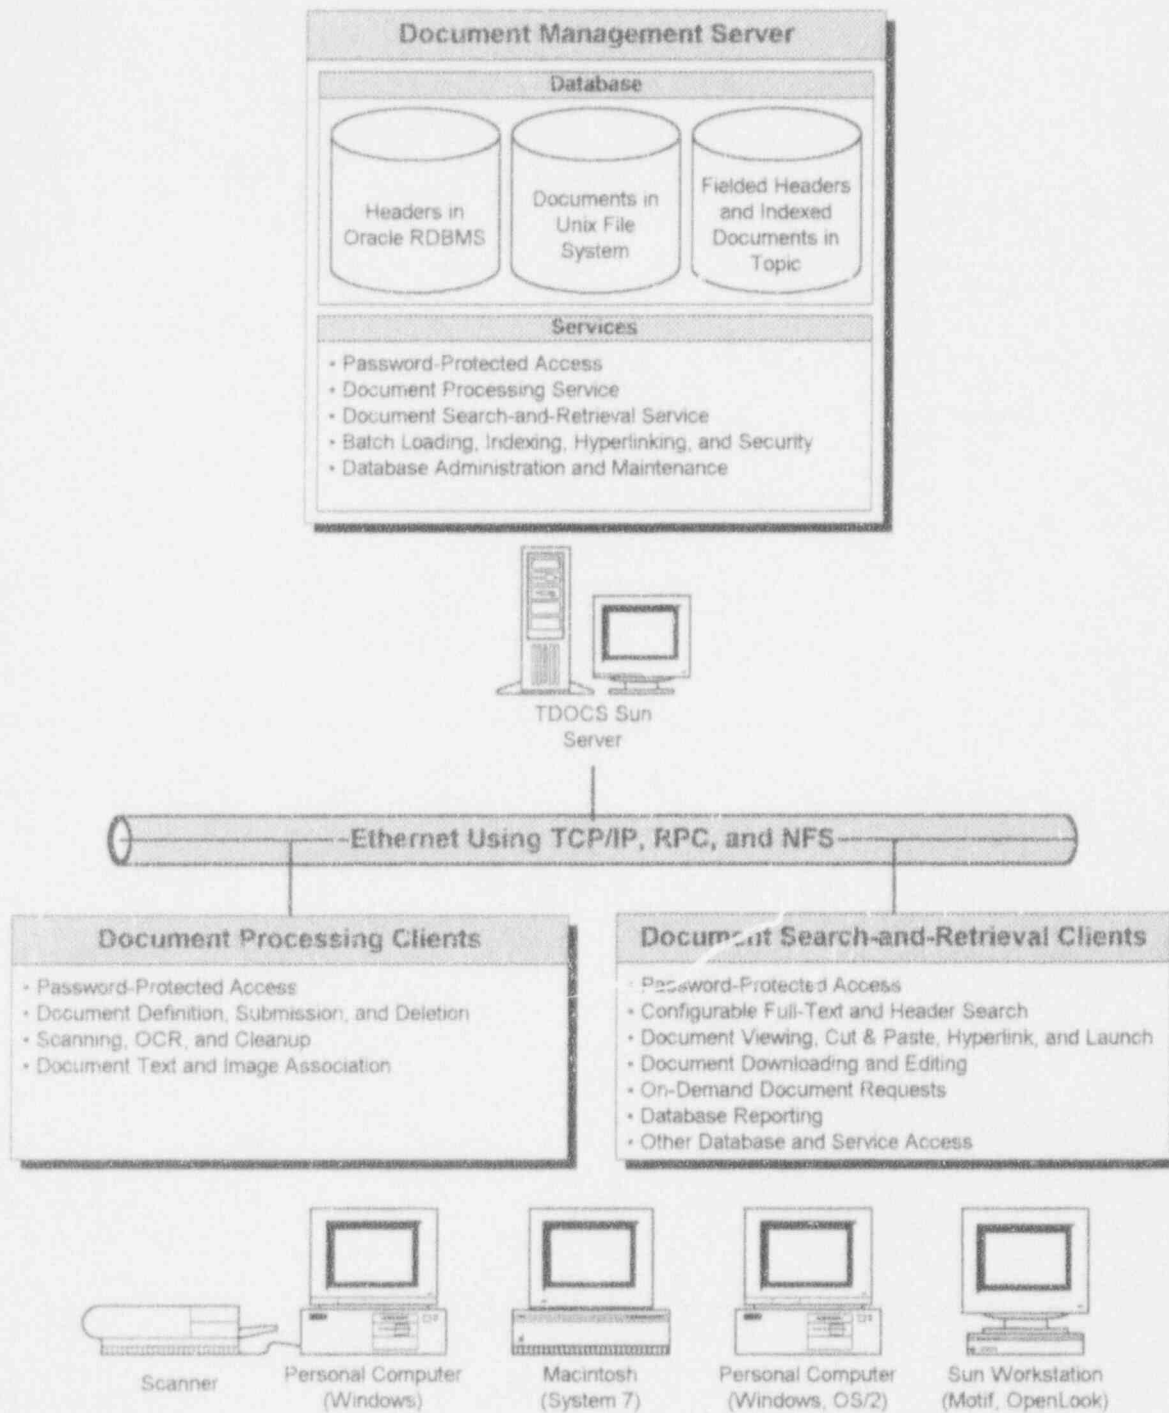 Document Management Server
Database
Headers in
Oracle RDBMS
Documents in
Unix File
System
Fielded Headers
and Indexed
Documents in
Topic
Services
• Password-Protected Access
• Document Processing Service
• Document Search-and-Retrieval Service
• Batch Loading, Indexing, Hyperlinking, and Security
• Database Administration and Maintenance
TDOCS Sun
Server
Ethernet Using TCP/IP, RPC, and NFS
Document Processing Clients
• Password-Protected Access
• Document Definition, Submission, and Deletion
• Scanning, OCR, and Cleanup
• Document Text and Image Association
Document Search-and-Retrieval Clients
• Password-Protected Access
• Configurable Full-Text and Header Search
• Document Viewing, Cut & Paste, Hyperlink, and Launch
• Document Downloading and Editing
• On-Demand Document Requests
• Database Reporting
• Other Database and Service Access
Scanner
Personal Computer
(Windows)
Macintosh
(System 7)
Personal Computer
(Windows, OS/2)
Sun Workstation
(Motif, OpenLook)